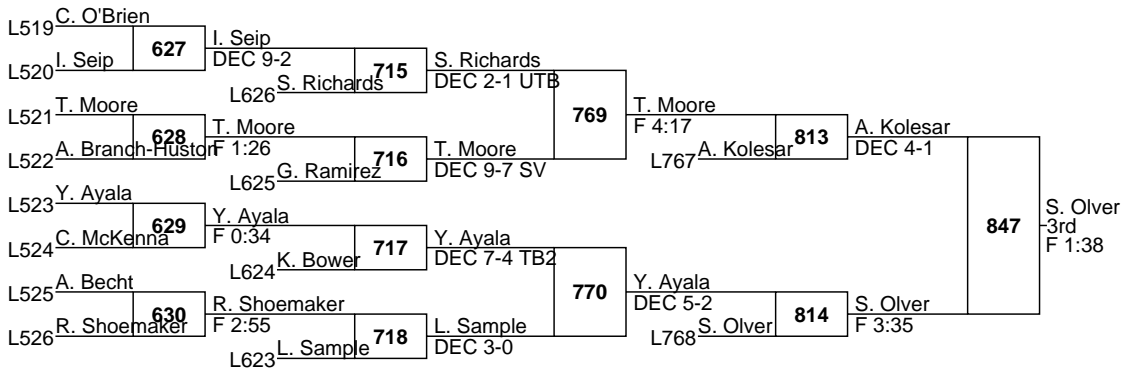 L519 C. O'Brien
627
L520 I. Seip
I. Seip
DEC 9-2
715
L626 S. Richards
S. Richards
DEC 2-1 UTB
L521 T. Moore
628
L522 A. Branch-Huston
T. Moore
F 1:26
716
L625 G. Ramirez
T. Moore
DEC 9-7 SV
769
T. Moore
F 4:17
813
L767 A. Kolesar
A. Kolesar
DEC 4-1
L523 Y. Ayala
629
L524 C. McKenna
Y. Ayala
F 0:34
717
L624 K. Bower
Y. Ayala
DEC 7-4 TB2
L525 A. Becht
630
L526 R. Shoemaker
R. Shoemaker
F 2:55
718
L623 L. Sample
L. Sample
DEC 3-0
770
Y. Ayala
DEC 5-2
814
L768 S. Olver
S. Olver
F 3:35
847
S. Olver
3rd
F 1:38